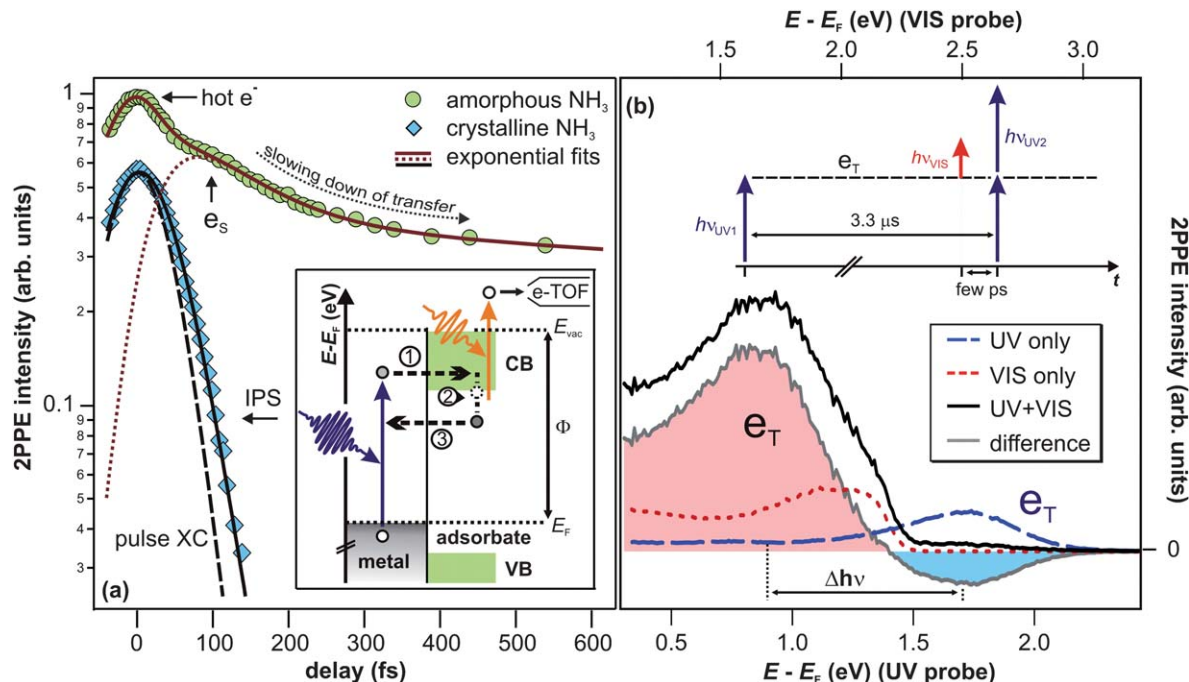 (a)
2PPE intensity (arb. units)
1
9
8
7
6
5
4
3
2
0.1
9
8
7
6
5
4
3
hot e-
amorphous NH3
crystalline NH3
exponential fits
slowing down of transfer
eS
IPS
pulse XC
E-EF (eV)
e-TOF
Evac
1
CB
2
3
Φ
EF
metal
adsorbate
VB
0 100 200 300 400 500 600
delay (fs)
E - EF (eV) (VIS probe)
1.6 2.0 2.5 3.0
(b)
hνUV2
hνVIS
eT
hνUV1
3.3 μs
few ps
t
UV only
VIS only
UV+VIS
difference
eT
eT
Δhν
0
2PPE intensity (arb. units)
0.5 1.0 1.5 2.0
E - EF (eV) (UV probe)